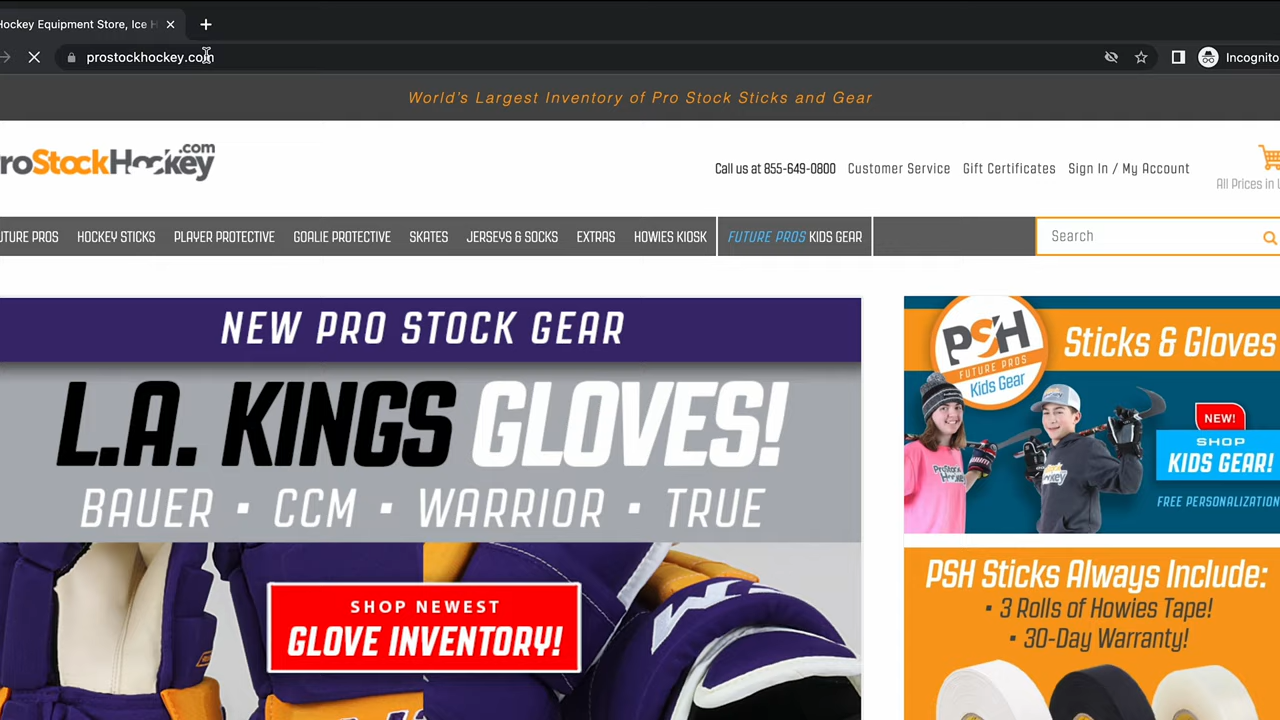 Hockey Equipment Store, Ice H
prostockhockey.com
Incognito
World's Largest Inventory of Pro Stock Sticks and Gear
roStockHockey.com
Call us at 855-649-0800 Customer Service Gift Certificates Sign In / My Account
All Prices in
UTURE PROS HOCKEY STICKS PLAYER PROTECTIVE GOALIE PROTECTIVE SKATES JERSEYS & SOCKS EXTRAS HOWIES KIOSK FUTURE PROS KIDS GEAR Search
NEW PRO STOCK GEAR
L.A. KINGS GLOVES!
BAUER ▪ CCM ▪ WARRIOR ▪ TRUE
SHOP NEWEST
GLOVE INVENTORY!
PSH
FUTURE PROS
Kids Gear
Sticks & Gloves
NEW!
SHOP
KIDS GEAR!
FREE PERSONALIZATION
PSH Sticks Always Include:
▪ 3 Rolls of Howies Tape!
▪ 30-Day Warranty!